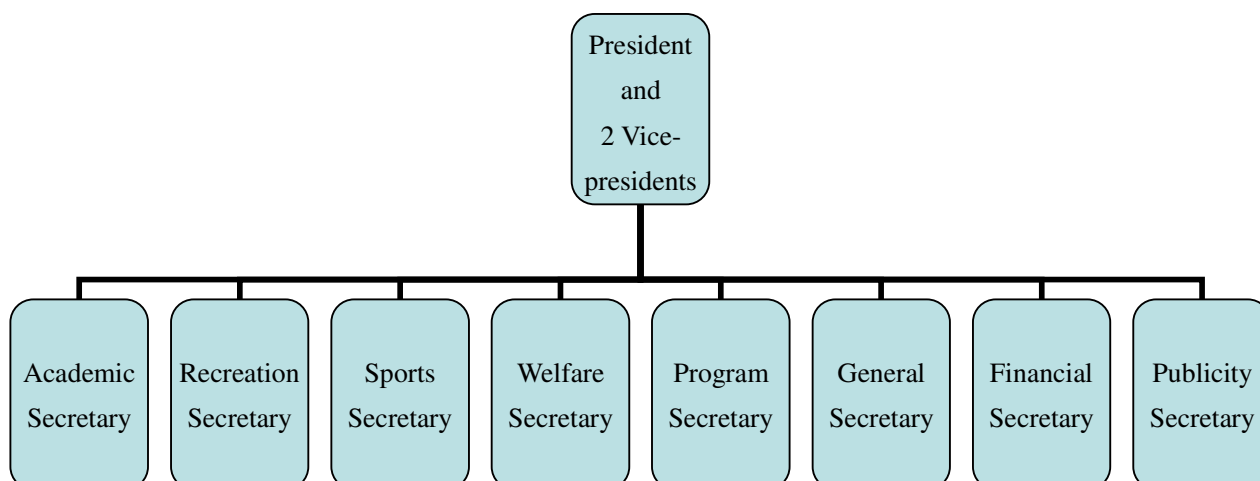 President
and
2 Vice-
presidents
Academic
Secretary
Recreation
Secretary
Sports
Secretary
Welfare
Secretary
Program
Secretary
General
Secretary
Financial
Secretary
Publicity
Secretary